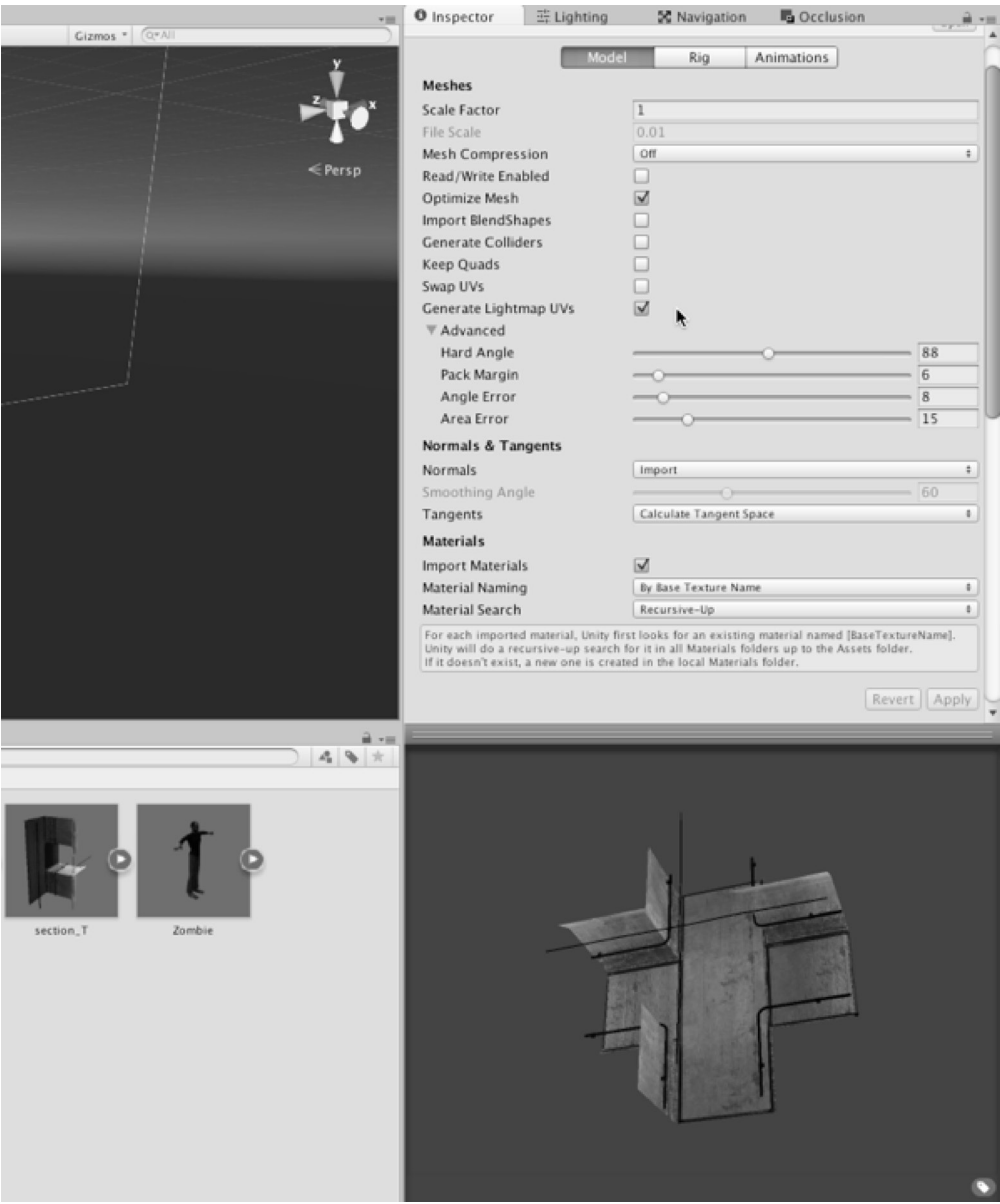 Inspector Lighting Navigation Occlusion
Gizmos All
Model Rig Animations
Meshes
Scale Factor 1
File Scale 0.01
Mesh Compression Off
Read/Write Enabled
Optimize Mesh
Import BlendShapes
Generate Colliders
Keep Quads
Swap UVs
Generate Lightmap UVs
Advanced
Hard Angle 88
Pack Margin 6
Angle Error 8
Area Error 15
Normals & Tangents
Normals Import
Smoothing Angle 60
Tangents Calculate Tangent Space
Materials
Import Materials
Material Naming By Base Texture Name
Material Search Recursive-Up
For each imported material, Unity first looks for an existing material named [BaseTextureName].
Unity will do a recursive-up search for it in all Materials folders up to the Assets folder.
If it doesn't exist, a new one is created in the local Materials folder.
Revert Apply
y
z x
Persp
section_T Zombie